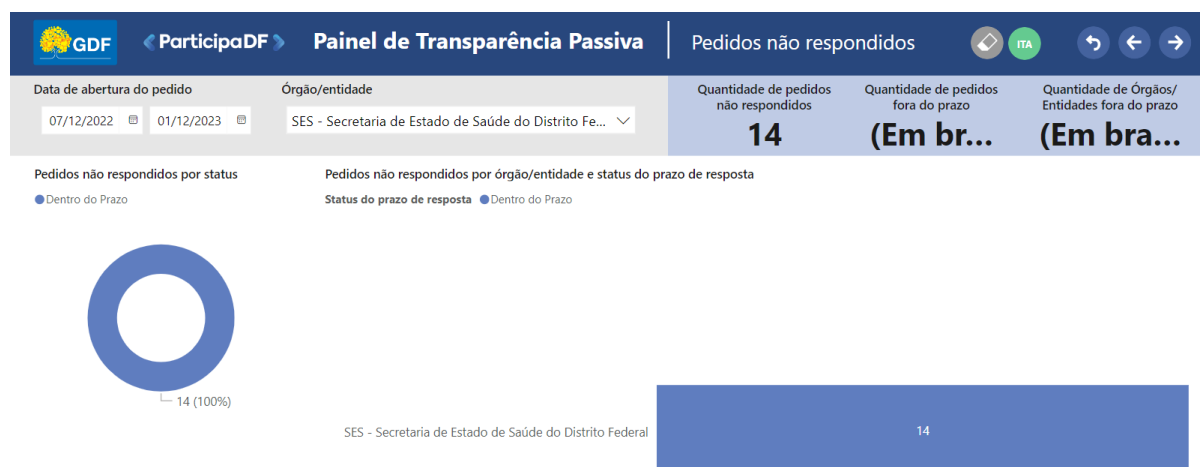 GDF
ParticipaDF
Painel de Transparência Passiva
Pedidos não respondidos
ITA
Data de abertura do pedido
07/12/2022
01/12/2023
Órgão/entidade
SES - Secretaria de Estado de Saúde do Distrito Fe...
Quantidade de pedidos
não respondidos
14
Quantidade de pedidos
fora do prazo
(Em br...
Quantidade de Órgãos/
Entidades fora do prazo
(Em bra...
Pedidos não respondidos por status
Dentro do Prazo
14 (100%)
Pedidos não respondidos por órgão/entidade e status do prazo de resposta
Status do prazo de resposta Dentro do Prazo
SES - Secretaria de Estado de Saúde do Distrito Federal
14